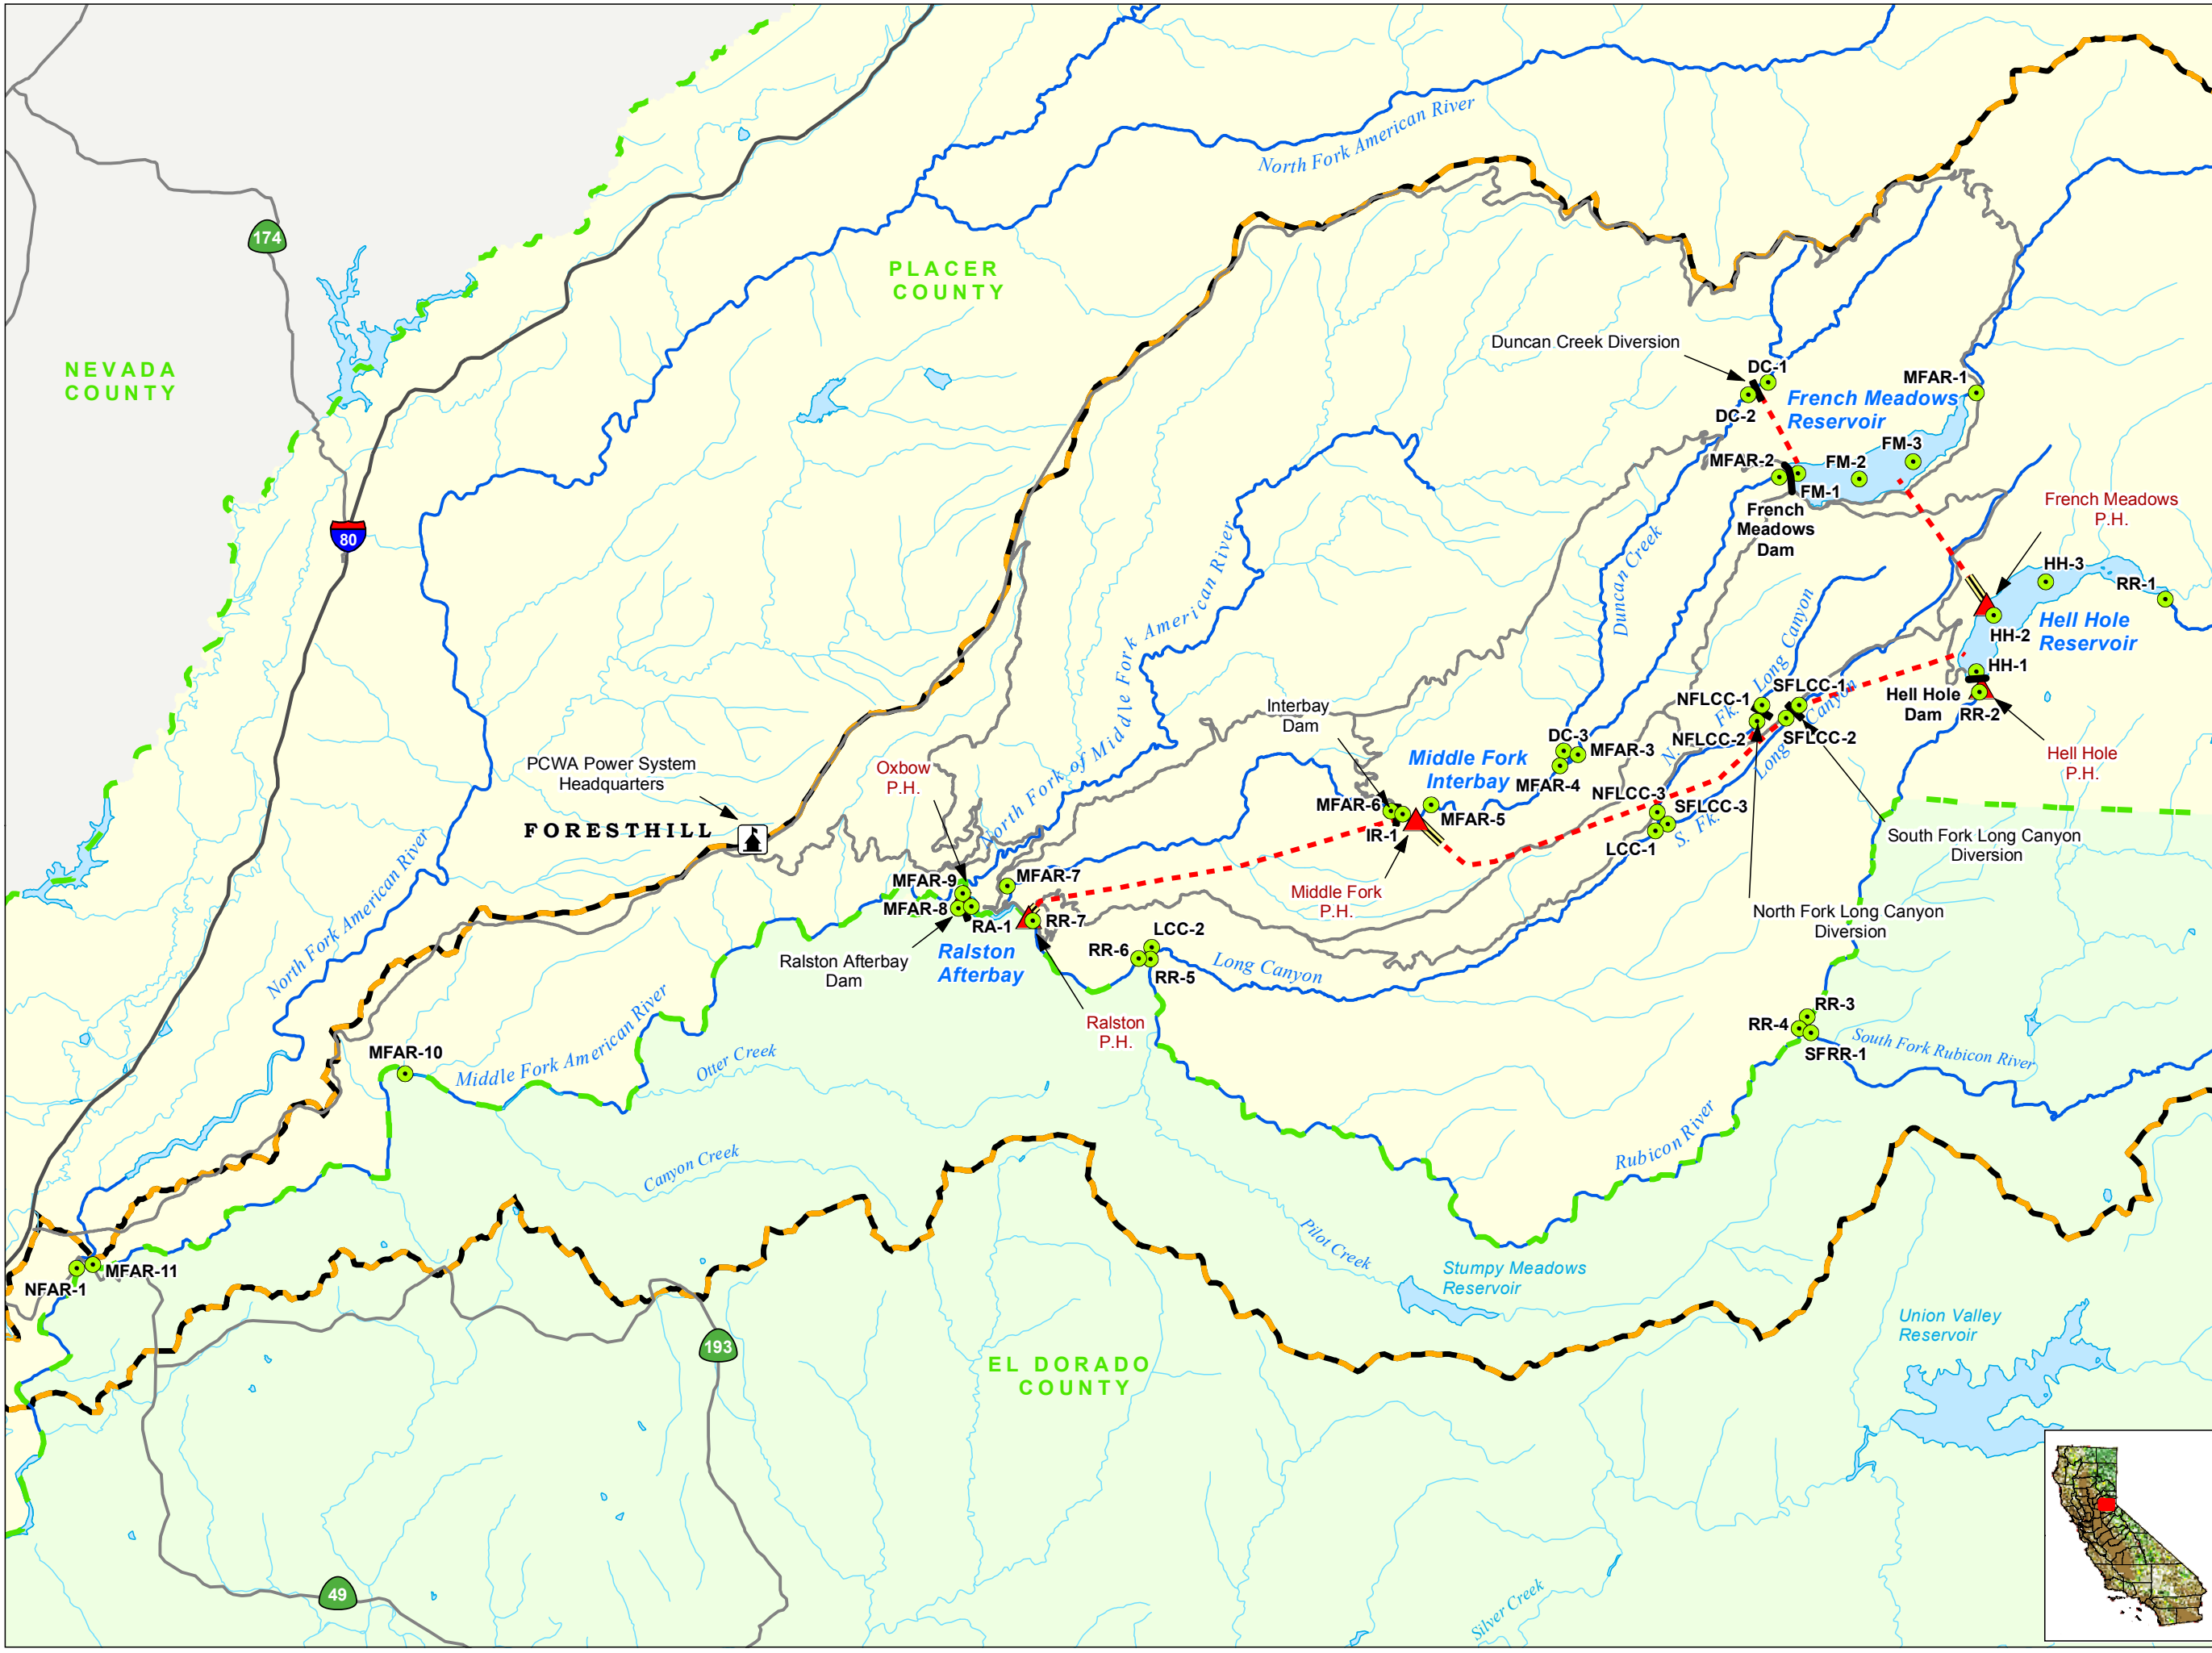 North Fork American River
174
PLACER
COUNTY
NEVADA
COUNTY
Duncan Creek Diversion
DC-1
DC-2
French Meadows
Reservoir
MFAR-1
FM-3
FM-2
MFAR-2
FM-1
French
Meadows
Dam
French Meadows
P.H.
80
HH-3
RR-1
HH-2
Hell Hole
Reservoir
HH-1
Hell Hole
Dam
RR-2
Hell Hole
P.H.
Duncan Creek
N. Fk. Long Canyon
S. Fk. Long Canyon
NFLCC-1
SFLCC-1
NFLCC-2
SFLCC-2
North Fork of Middle Fork American River
Interbay
Dam
Middle Fork
Interbay
DC-3
MFAR-3
MFAR-4
NFLCC-3
SFLCC-3
LCC-1
MFAR-6
MFAR-5
IR-1
Middle Fork
P.H.
South Fork Long Canyon
Diversion
North Fork Long Canyon
Diversion
PCWA Power System
Headquarters
FORESTHILL
Oxbow
P.H.
MFAR-9
MFAR-7
MFAR-8
RA-1
RR-7
Ralston Afterbay
Dam
Ralston
Afterbay
LCC-2
RR-6
RR-5
Long Canyon
Ralston
P.H.
North Fork American River
MFAR-10
Middle Fork American River
Otter Creek
Canyon Creek
RR-3
RR-4
SFRR-1
South Fork Rubicon River
Rubicon River
Pilot Creek
Stumpy Meadows
Reservoir
Union Valley
Reservoir
MFAR-11
NFAR-1
193
EL DORADO
COUNTY
49
Silver Creek